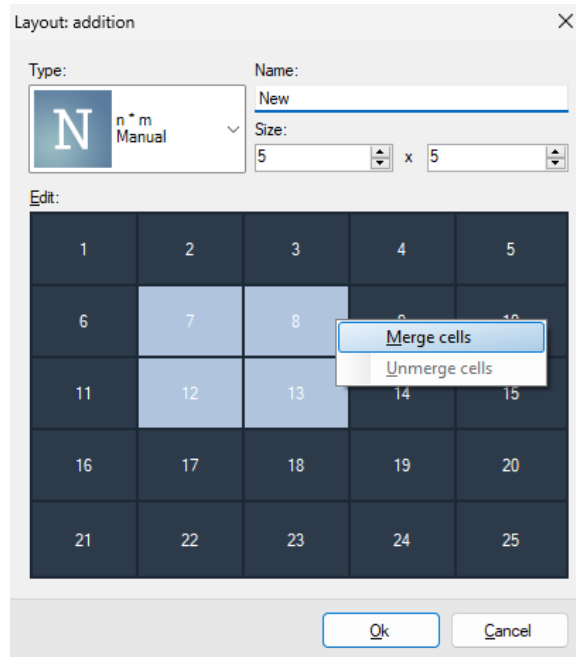 Layout: addition
Type:
Name:
N
n * m
Manual
New
Size:
5 x 5
Edit:
1 2 3 4 5
6 7 8
Merge cells
Unmerge cells
11 12 13 14 15
16 17 18 19 20
21 22 23 24 25
Ok Cancel